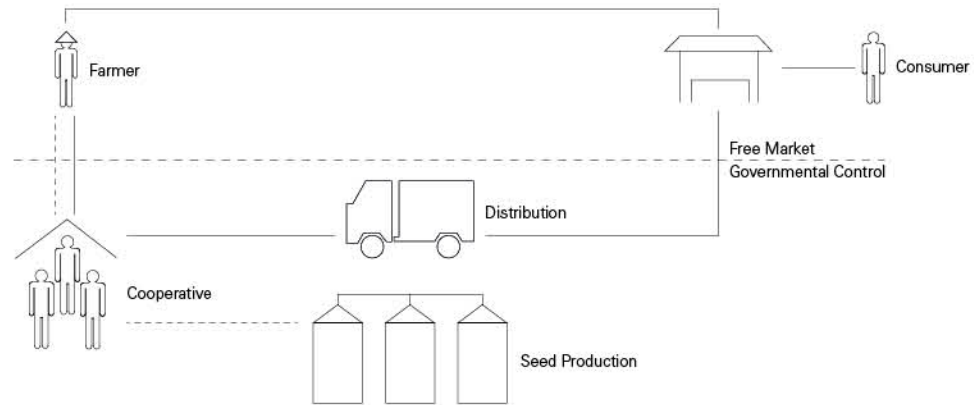 Farmer
Consumer
Free Market
Governmental Control
Distribution
Cooperative
Seed Production